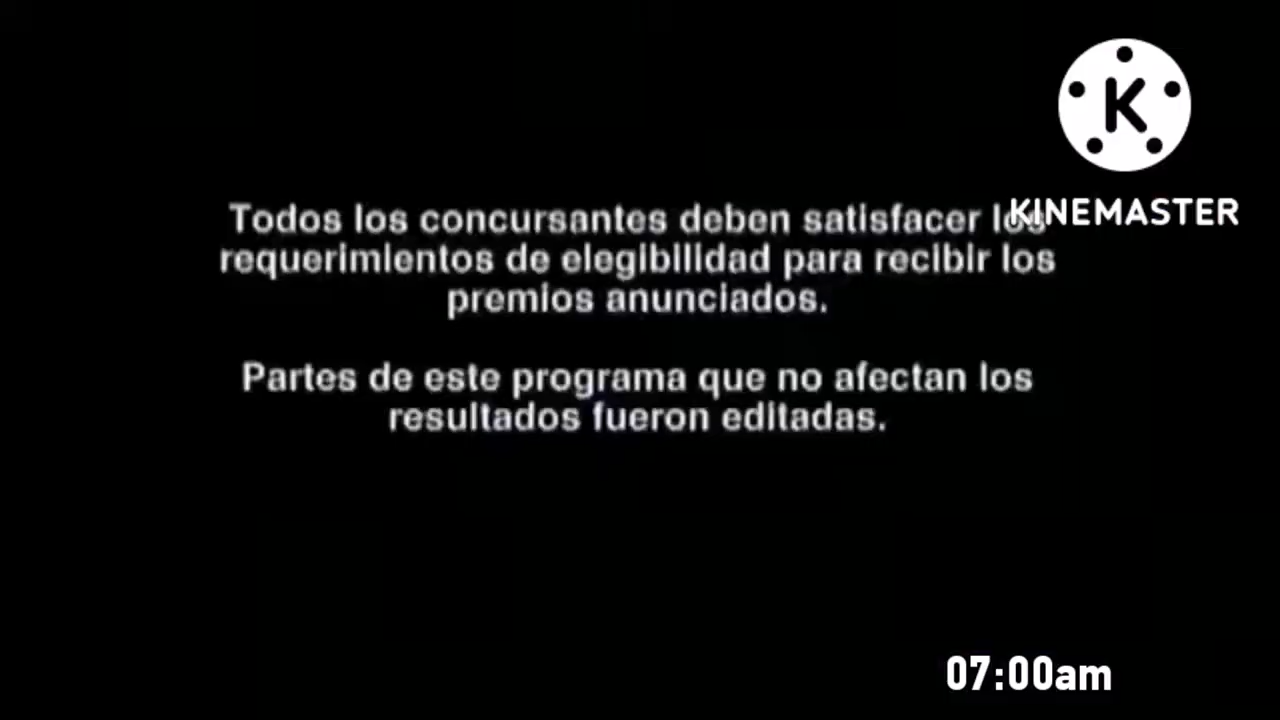 K
KINEMASTER
Todos los concursantes deben satisfacer los
requerimientos de elegibilidad para recibir los
premios anunciados.
Partes de este programa que no afectan los
resultados fueron editadas.
07:00am